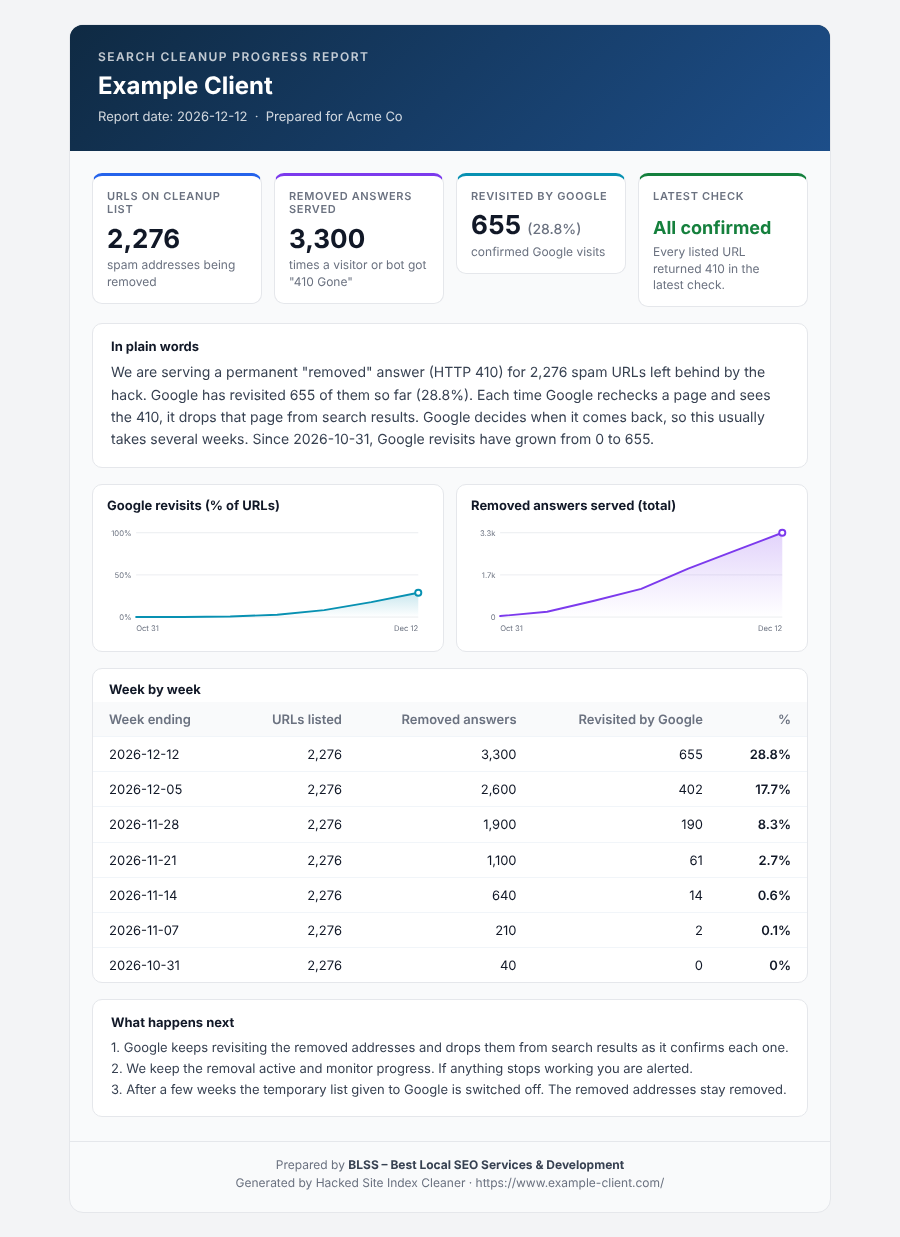 SEARCH CLEANUP PROGRESS REPORT
Example Client
Report date: 2026-12-12 · Prepared for Acme Co
URLS ON CLEANUP
LIST
2,276
spam addresses being
removed
REMOVED ANSWERS
SERVED
3,300
times a visitor or bot got
"410 Gone"
REVISITED BY GOOGLE
655 (28.8%)
confirmed Google visits
LATEST CHECK
All confirmed
Every listed URL
returned 410 in the
latest check.
In plain words
We are serving a permanent "removed" answer (HTTP 410) for 2,276 spam URLs left behind by the
hack. Google has revisited 655 of them so far (28.8%). Each time Google rechecks a page and sees
the 410, it drops that page from search results. Google decides when it comes back, so this usually
takes several weeks. Since 2026-10-31, Google revisits have grown from 0 to 655.
Google revisits (% of URLs)
100%
50%
0%
Oct 31 Dec 12
Removed answers served (total)
3.3k
1.7k
0
Oct 31 Dec 12
Week by week
Week ending URLs listed Removed answers Revisited by Google %
2026-12-12 2,276 3,300 655 28.8%
2026-12-05 2,276 2,600 402 17.7%
2026-11-28 2,276 1,900 190 8.3%
2026-11-21 2,276 1,100 61 2.7%
2026-11-14 2,276 640 14 0.6%
2026-11-07 2,276 210 2 0.1%
2026-10-31 2,276 40 0 0%
What happens next
1. Google keeps revisiting the removed addresses and drops them from search results as it confirms each one.
2. We keep the removal active and monitor progress. If anything stops working you are alerted.
3. After a few weeks the temporary list given to Google is switched off. The removed addresses stay removed.
Prepared by BLSS – Best Local SEO Services & Development
Generated by Hacked Site Index Cleaner · https://www.example-client.com/